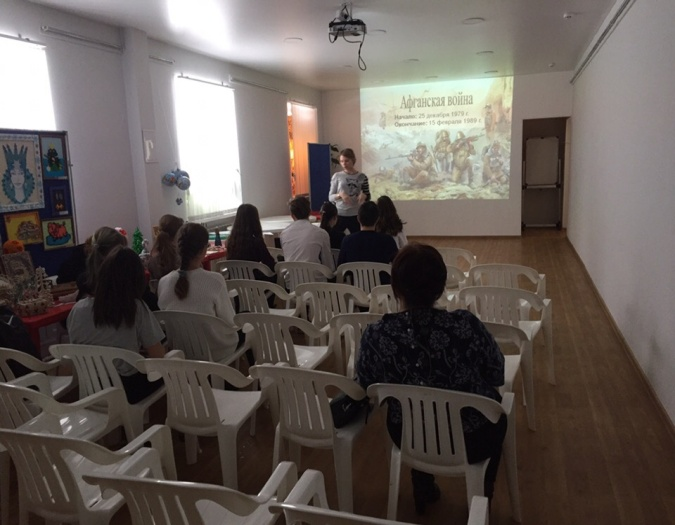 Афганская война
Начало: 25 декабря 1979 г.
Окончание: 15 февраля 1989 г.